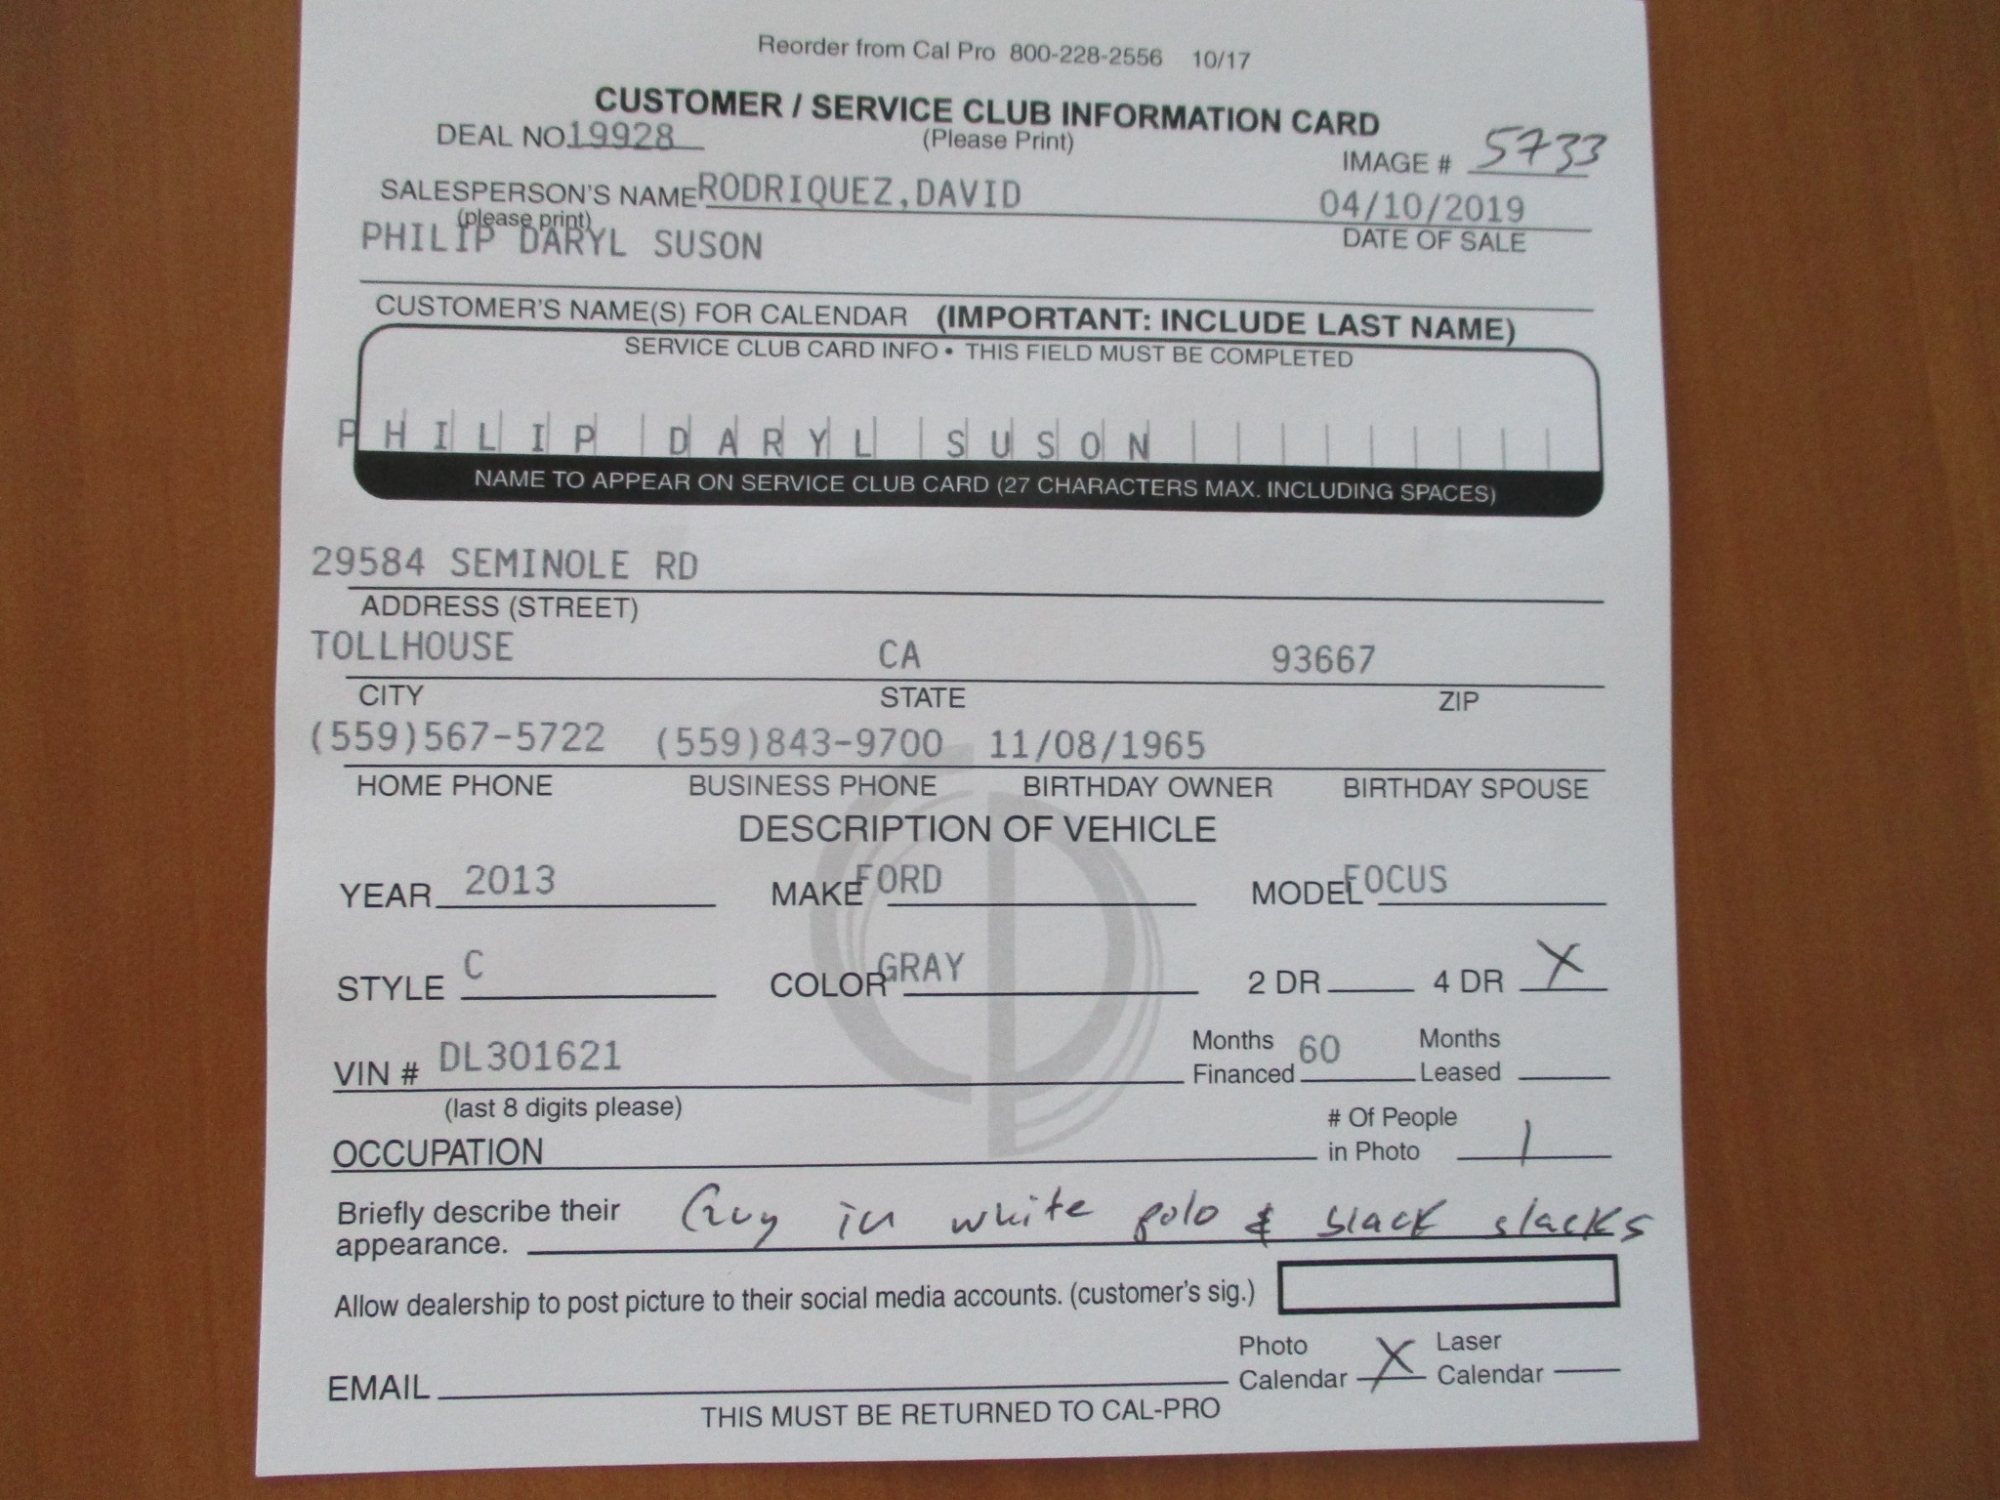 Reorder from Cal Pro 800-228-2556 10/17
CUSTOMER / SERVICE CLUB INFORMATION CARD
DEAL NO 19928 (Please Print) IMAGE # 5733
SALESPERSON'S NAME RODRIQUEZ,DAVID 04/10/2019
(please print) DATE OF SALE
PHILIP DARYL SUSON
CUSTOMER'S NAME(S) FOR CALENDAR (IMPORTANT: INCLUDE LAST NAME)
SERVICE CLUB CARD INFO • THIS FIELD MUST BE COMPLETED
PHILIP DARYL SUSON
NAME TO APPEAR ON SERVICE CLUB CARD (27 CHARACTERS MAX. INCLUDING SPACES)
29584 SEMINOLE RD
ADDRESS (STREET)
TOLLHOUSE CA 93667
CITY STATE ZIP
(559)567-5722 (559)843-9700 11/08/1965
HOME PHONE BUSINESS PHONE BIRTHDAY OWNER BIRTHDAY SPOUSE
DESCRIPTION OF VEHICLE
YEAR 2013 MAKE FORD MODEL FOCUS
STYLE C COLOR GRAY 2 DR 4 DR X
VIN # DL301621 Months Financed 60 Months Leased
(last 8 digits please)
OCCUPATION # Of People in Photo 1
Briefly describe their appearance. Guy in white polo & black slacks
Allow dealership to post picture to their social media accounts. (customer's sig.)
EMAIL Photo Calendar X Laser Calendar
THIS MUST BE RETURNED TO CAL-PRO